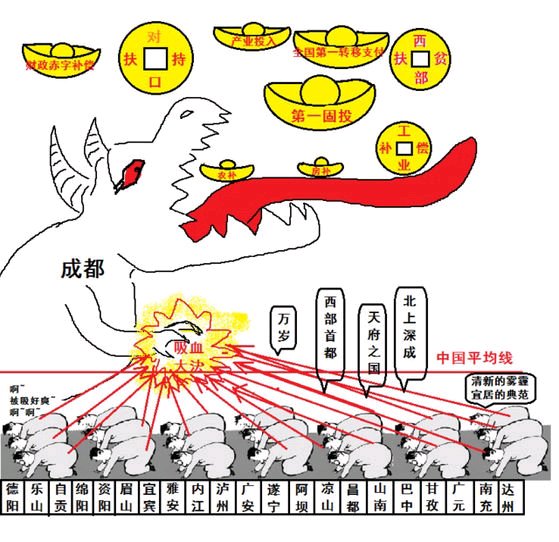 对
扶 持
口
财政赤字补偿
产业投入
全国第一转移支付
西
扶 贫
部
第一固投
工
补 偿
业
农补
房补
成都
吸血
大法
万岁
西部首都
天府之国
北上深成
中国平均线
清新的雾霾
宜居的典范
啊~
被吸好爽~
啊~啊~
德阳 乐山 自贡 绵阳 资阳 眉山 宜宾 雅安 内江 泸州 广安 遂宁 阿坝 凉山 昌都 山南 巴中 甘孜 广元 南充 达州